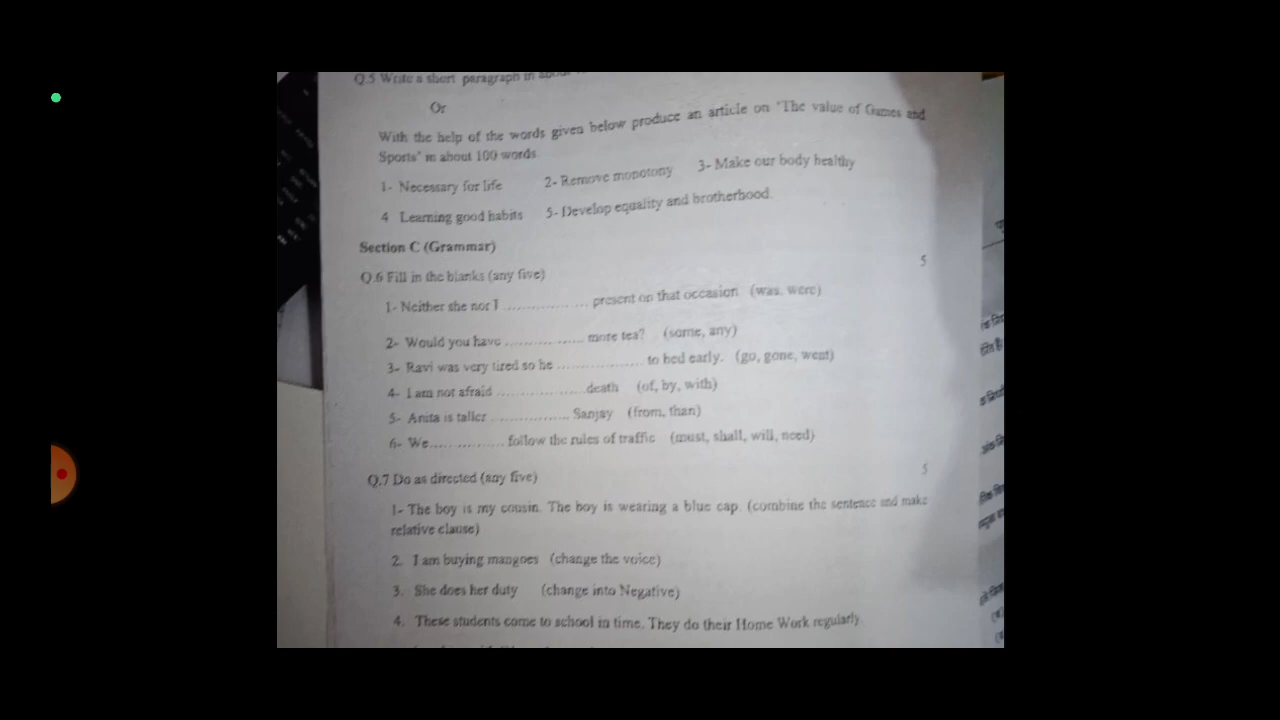 Q.5 Write a short paragraph in about
Or
With the help of the words given below produce an article on 'The value of Games and
Sports' in about 100 words.
1- Necessary for life 2- Remove monotony 3- Make our body healthy
4 Learning good habits 5- Develop equality and brotherhood.
Section C (Grammar)
Q.6 Fill in the blanks (any five) 5
1- Neither she nor I .................. present on that occasion (was, were)
2- Would you have ................. more tea? (some, any)
3- Ravi was very tired so he ................... to bed early. (go, gone, went)
4- I am not afraid ...................death (of, by, with)
5- Anita is taller ................. Sanjay (from, than)
6- We................ follow the rules of traffic (must, shall, will, need)
Q.7 Do as directed (any five) 5
1- The boy is my cousin. The boy is wearing a blue cap. (combine the sentence and make
relative clause)
2. I am buying mangoes (change the voice)
3. She does her duty (change into Negative)
4. These students come to school in time. They do their Home Work regularly